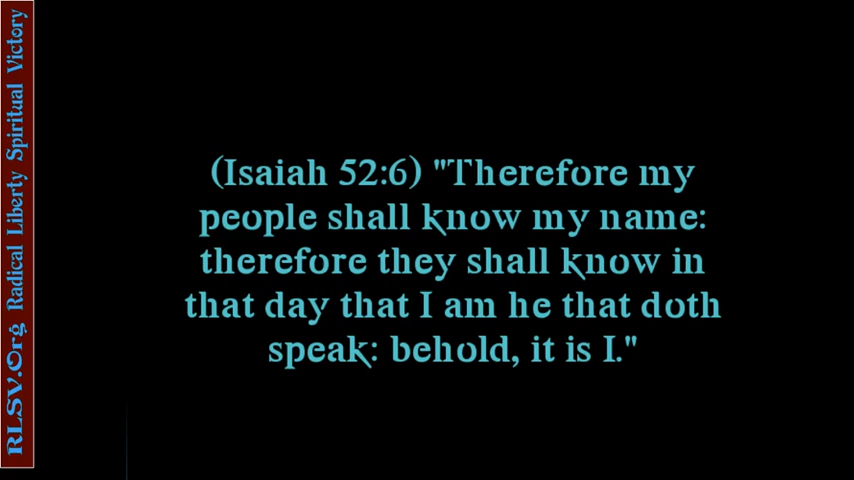 RLSV.Org Radical Liberty Spiritual Victory
(Isaiah 52:6) "Therefore my
people shall know my name:
therefore they shall know in
that day that I am he that doth
speak: behold, it is I."